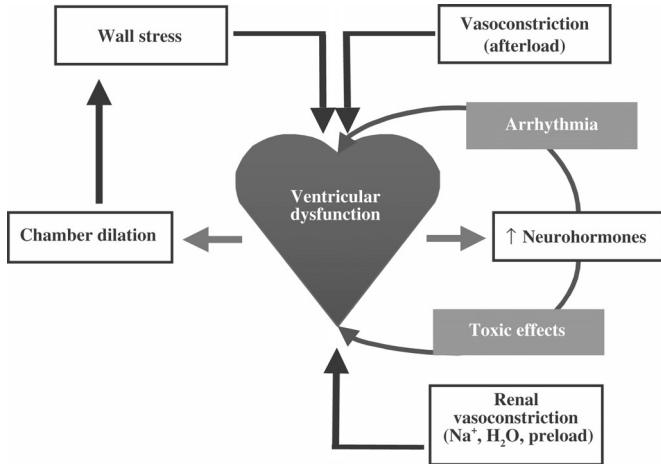 Wall stress
Vasoconstriction
(afterload)
Arrhythmia
Ventricular
dysfunction
Chamber dilation
↑ Neurohormones
Toxic effects
Renal
vasoconstriction
(Na⁺, H₂O, preload)